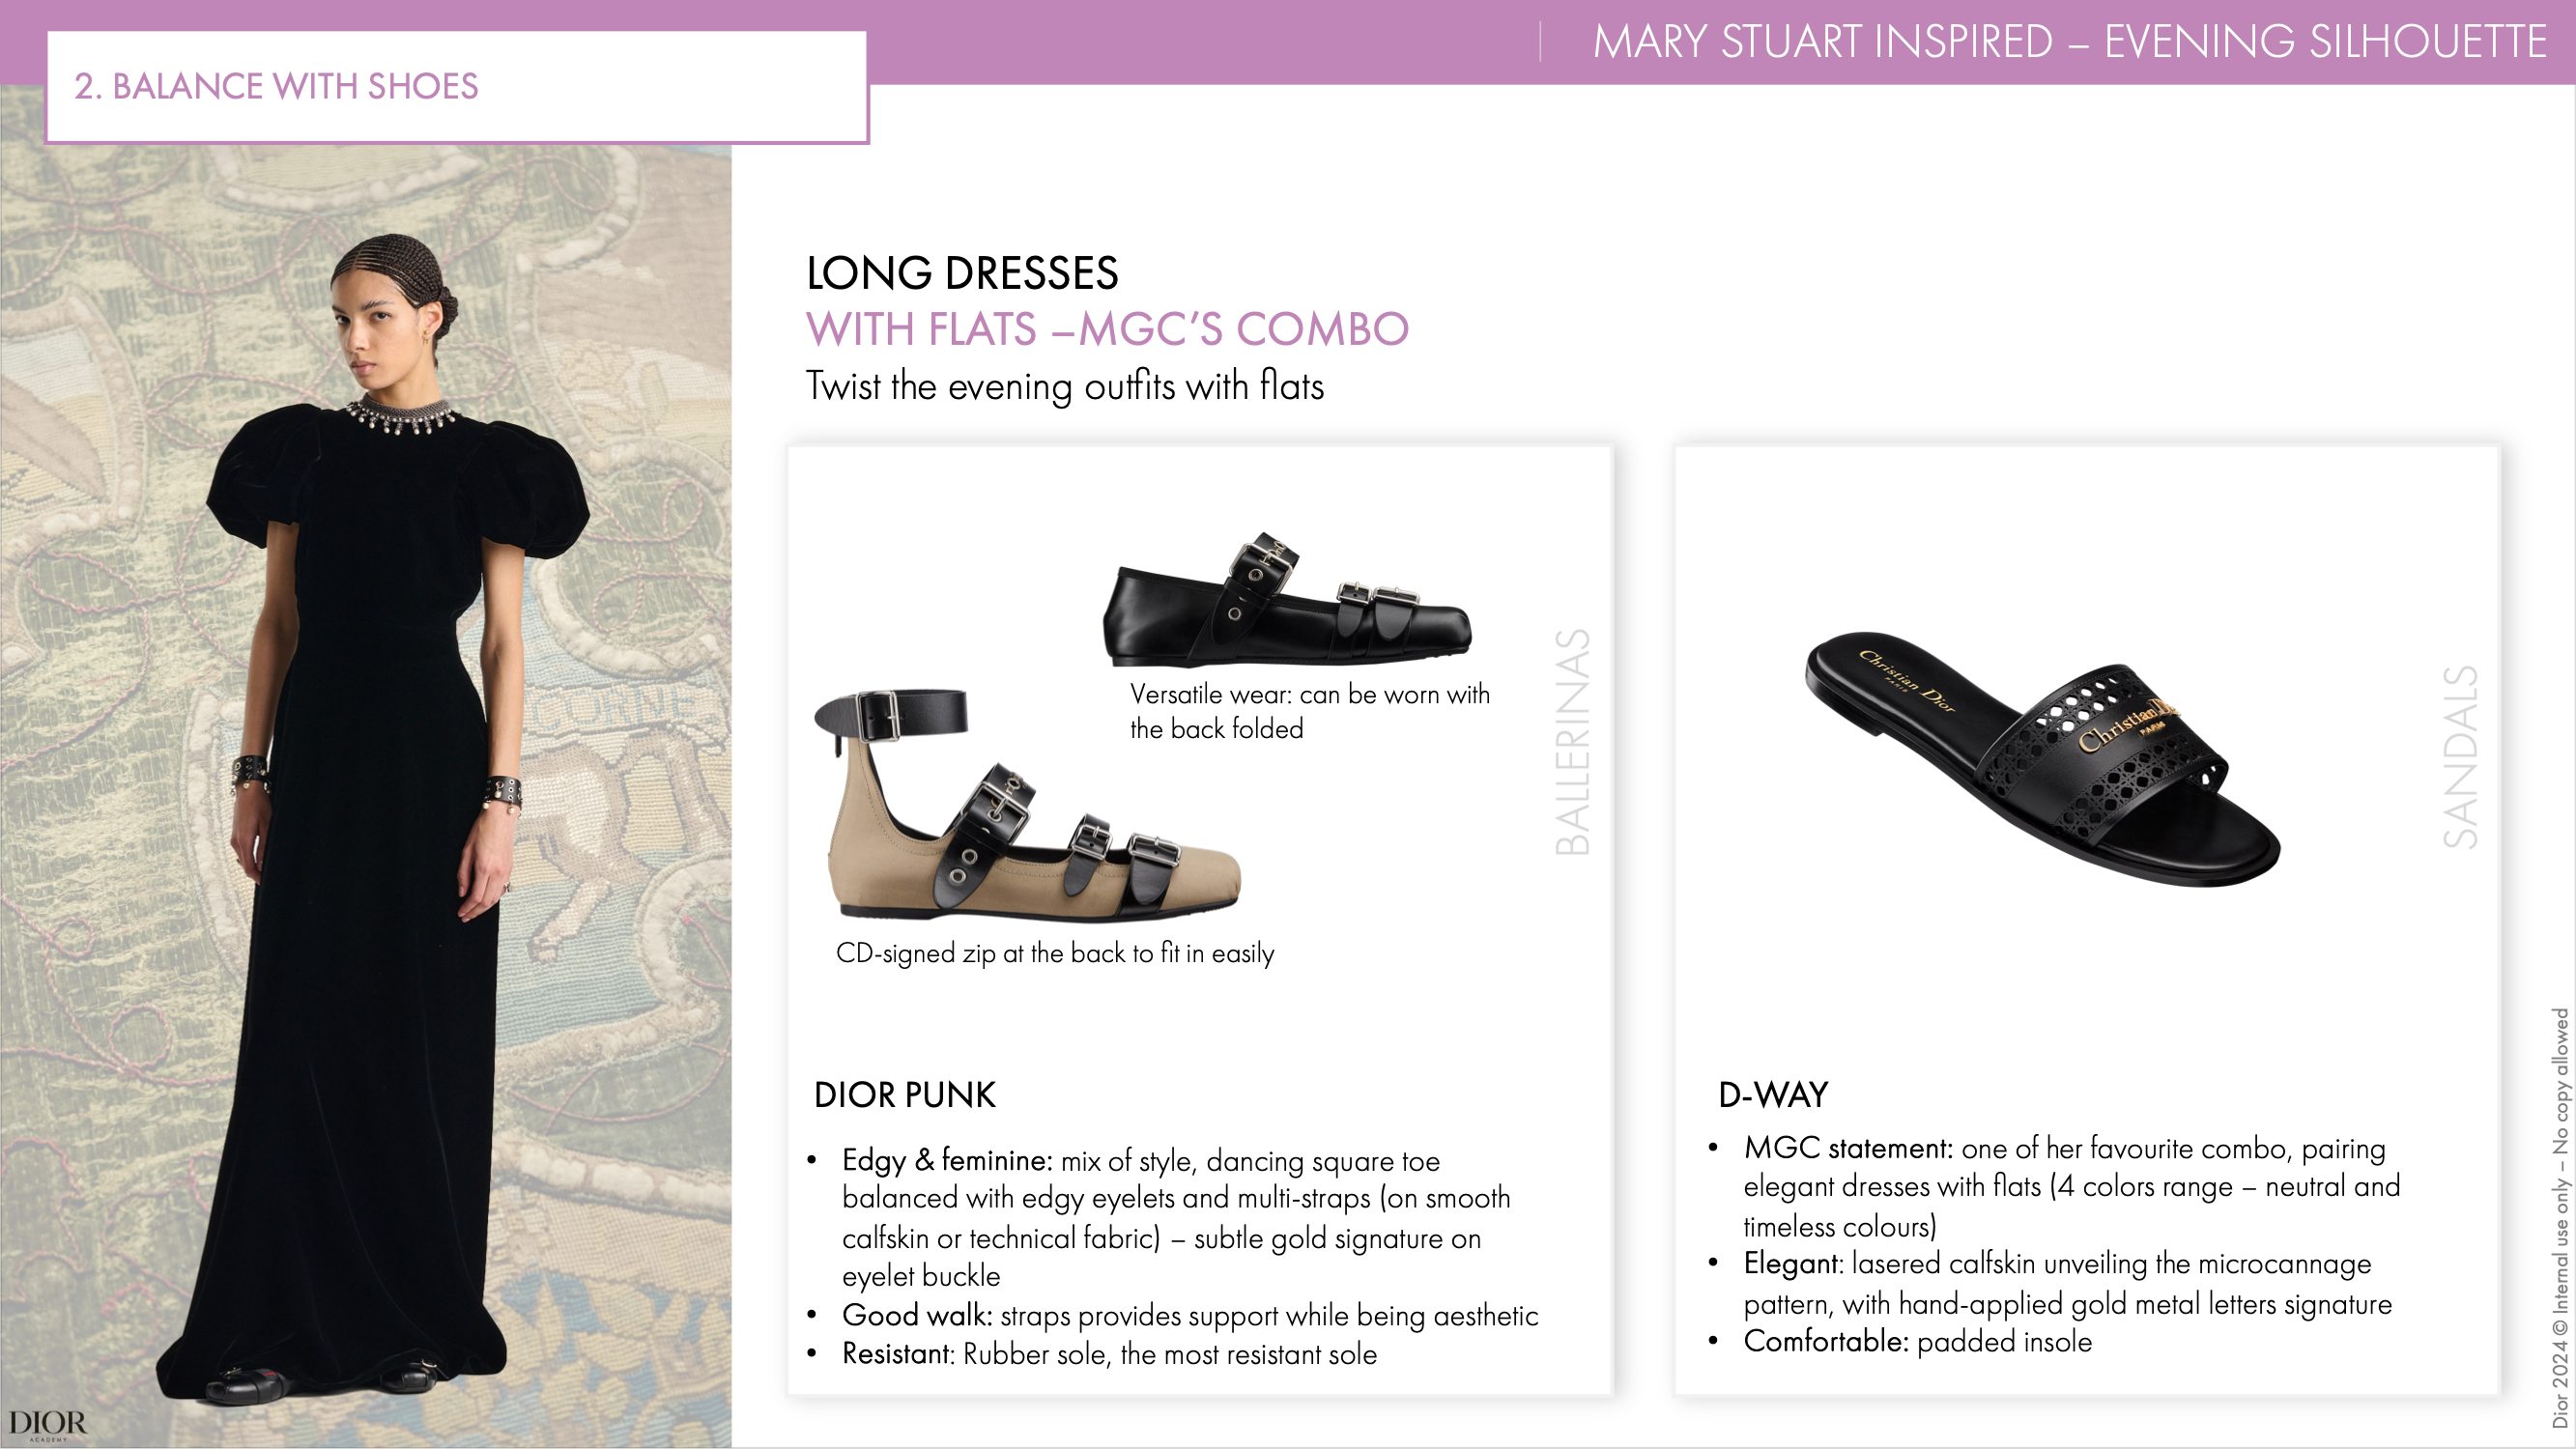 MARY STUART INSPIRED – EVENING SILHOUETTE
2. BALANCE WITH SHOES
LONG DRESSES
WITH FLATS –MGC'S COMBO
Twist the evening outfits with flats
Versatile wear: can be worn with
the back folded
CD-signed zip at the back to fit in easily
BALLERINAS
DIOR PUNK
• Edgy & feminine: mix of style, dancing square toe
balanced with edgy eyelets and multi-straps (on smooth
calfskin or technical fabric) – subtle gold signature on
eyelet buckle
• Good walk: straps provides support while being aesthetic
• Resistant: Rubber sole, the most resistant sole
Christian Dior
PARIS
Christian Dior
PARIS
SANDALS
D-WAY
• MGC statement: one of her favourite combo, pairing
elegant dresses with flats (4 colors range – neutral and
timeless colours)
• Elegant: lasered calfskin unveiling the microcannage
pattern, with hand-applied gold metal letters signature
• Comfortable: padded insole
LICORNE
DIOR
ACADEMY
Dior 2024 © Internal use only – No copy allowed